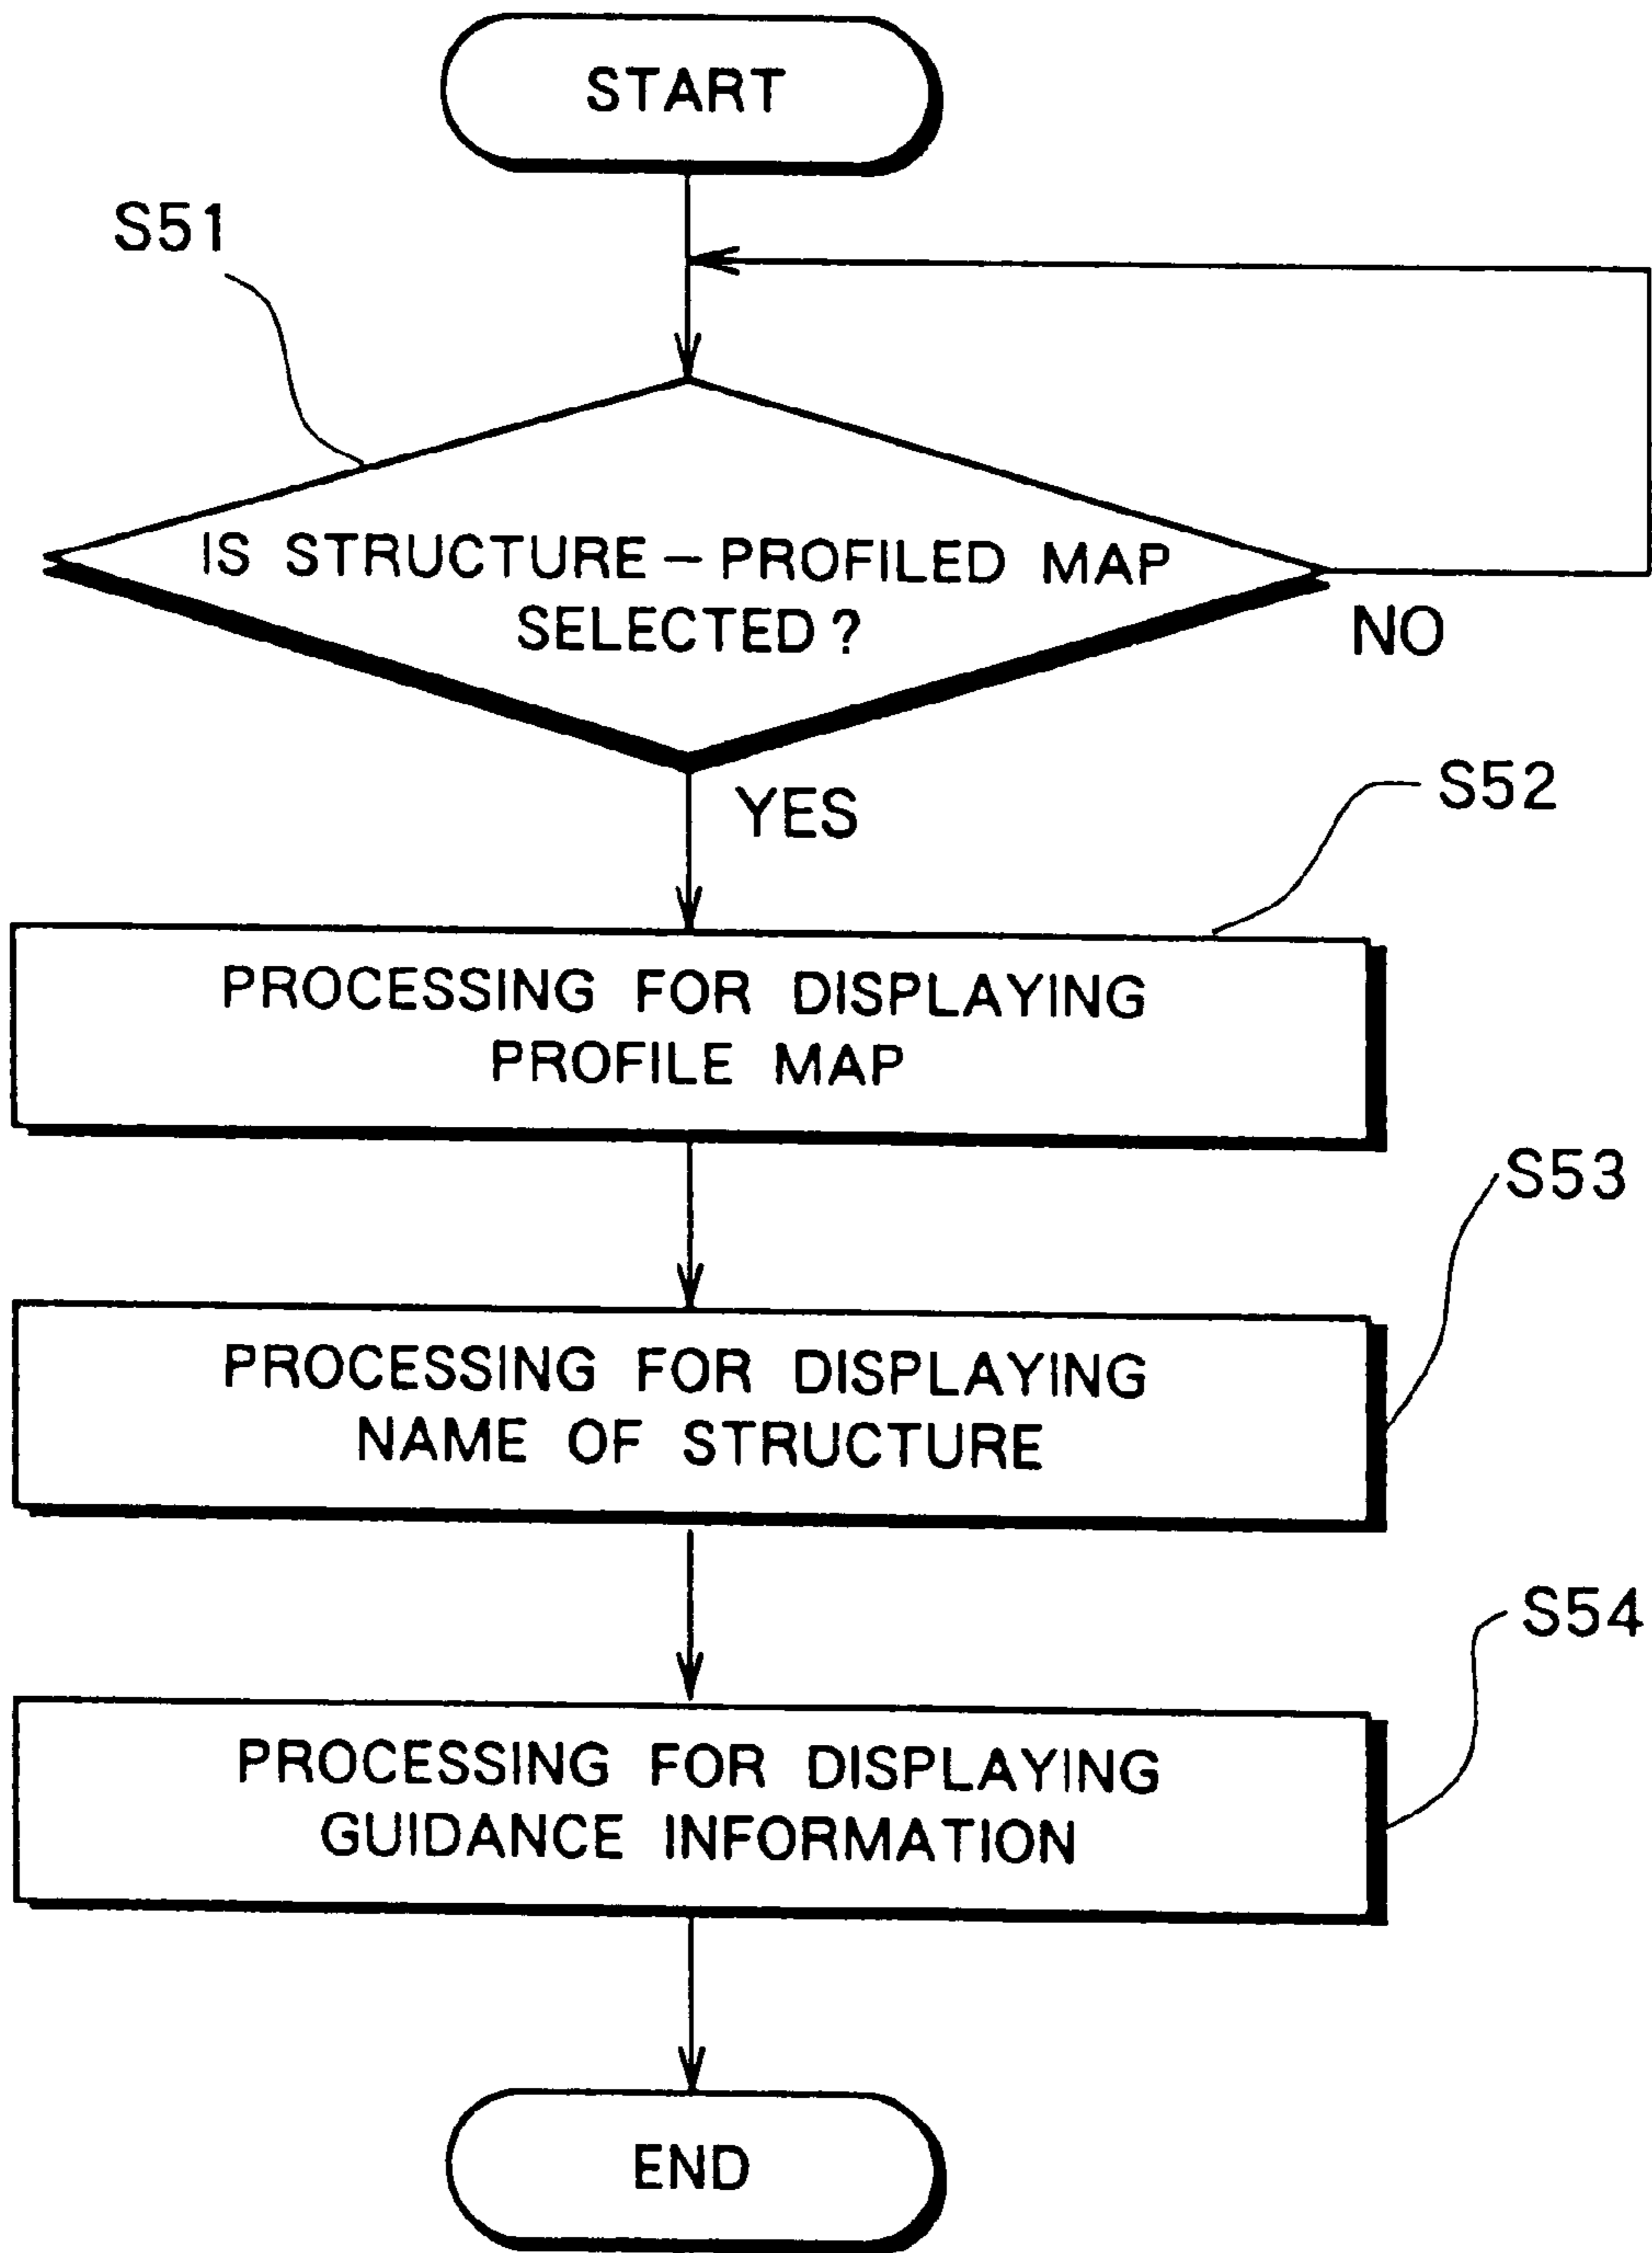 START
S51
IS STRUCTURE – PROFILED MAP
SELECTED ?
NO
YES
S52
PROCESSING FOR DISPLAYING
PROFILE MAP
S53
PROCESSING FOR DISPLAYING
NAME OF STRUCTURE
S54
PROCESSING FOR DISPLAYING
GUIDANCE INFORMATION
END